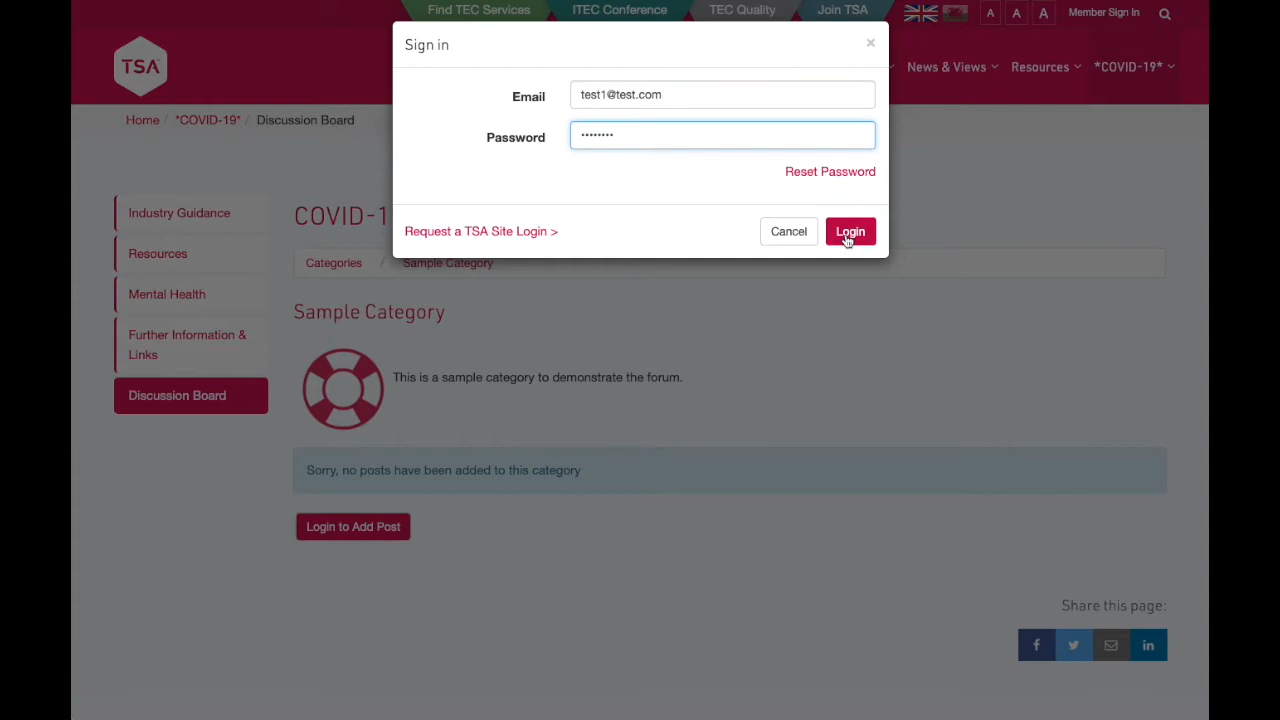 Find TEC Services
ITEC Conference
TEC Quality
Join TSA
A A A
Member Sign In
TSA
News & Views
Resources
*COVID-19*
Home / *COVID-19* / Discussion Board
Sign in
×
Email
test1@test.com
Password
••••••••
Reset Password
Request a TSA Site Login >
Cancel
Login
Industry Guidance
Resources
Mental Health
Further Information &
Links
Discussion Board
COVID-1
Categories / Sample Category
Sample Category
This is a sample category to demonstrate the forum.
Sorry, no posts have been added to this category
Login to Add Post
Share this page: